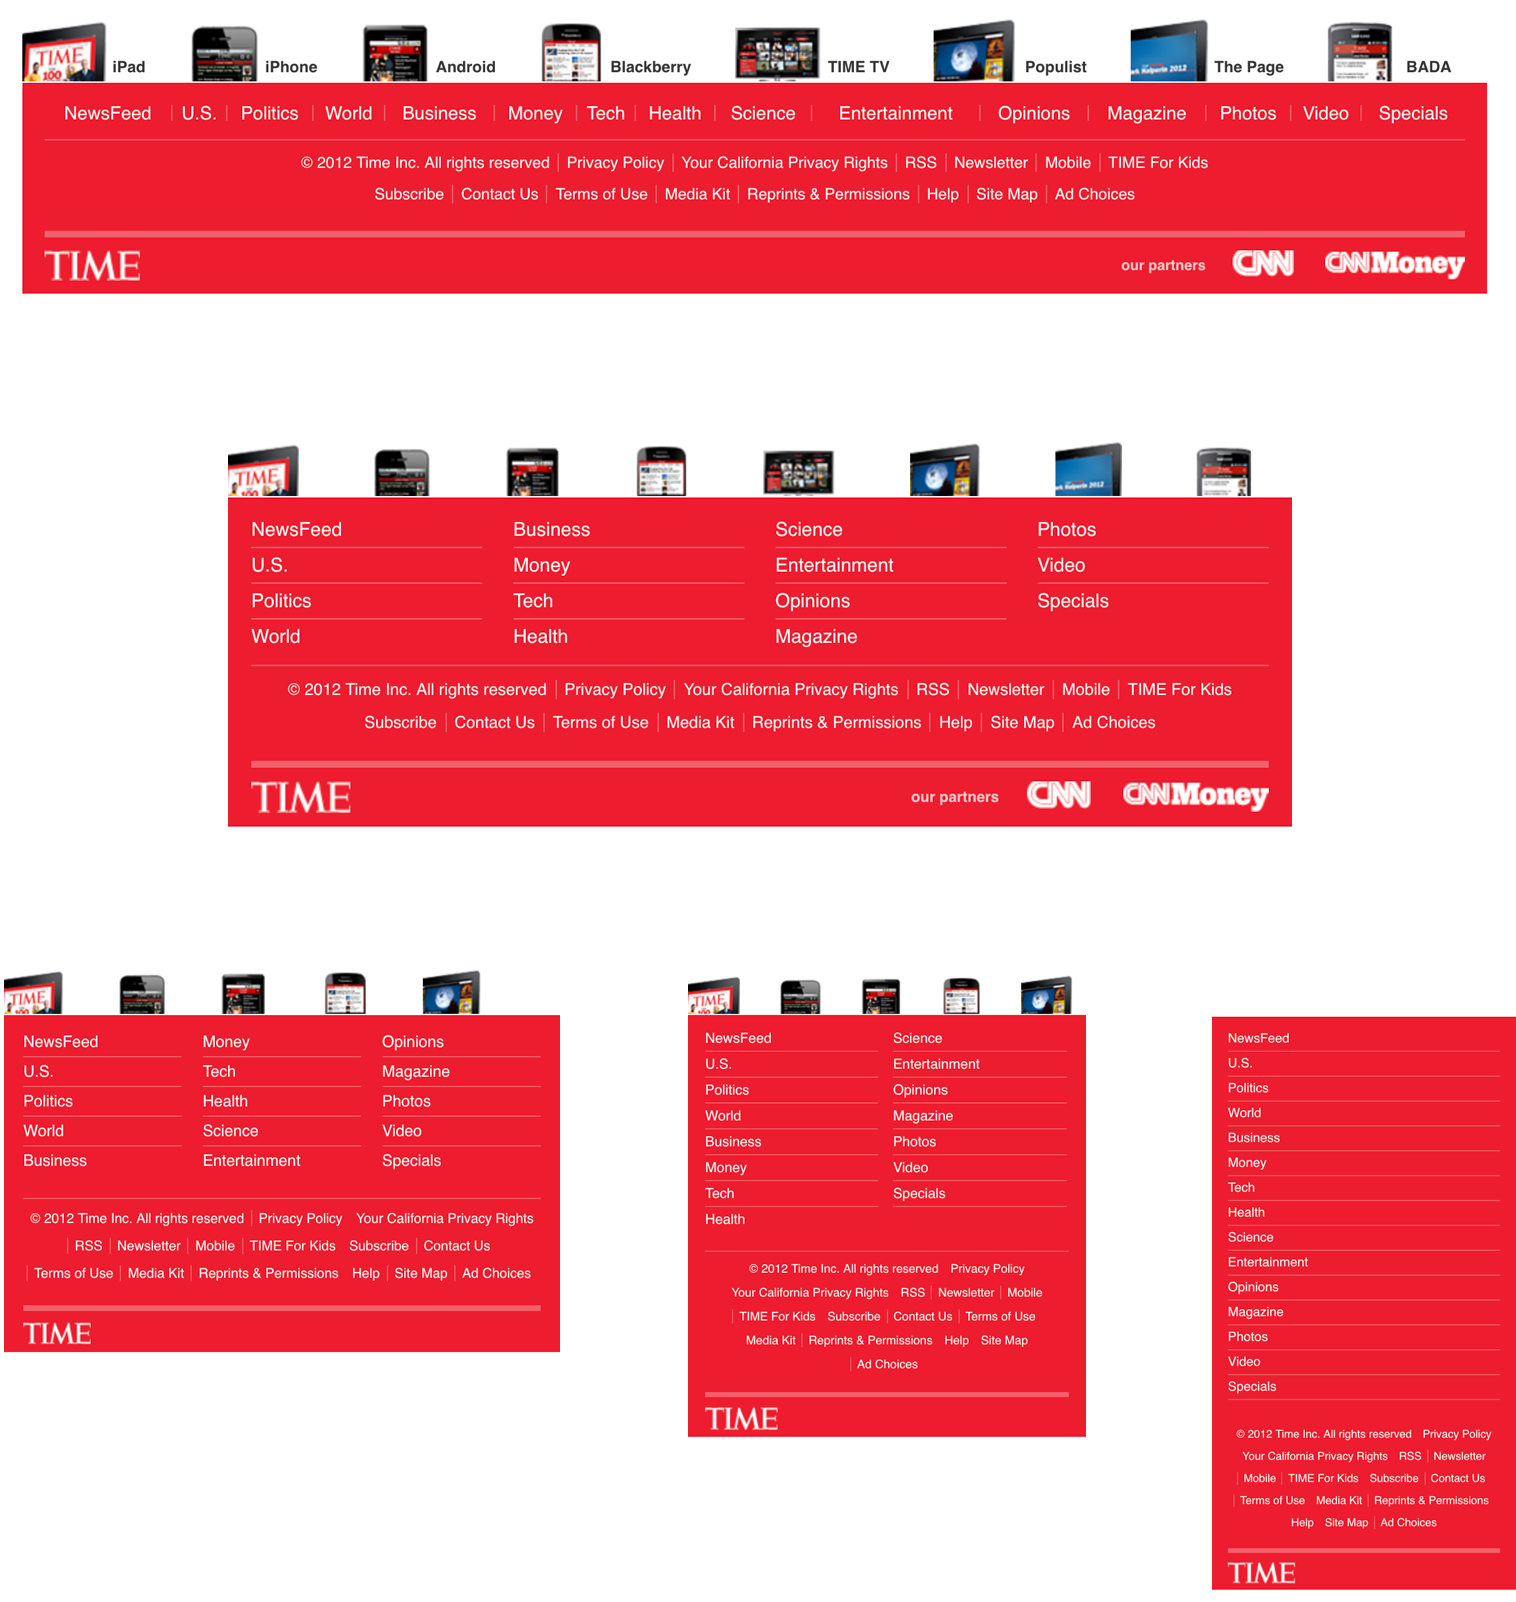 iPad iPhone Android Blackberry TIME TV Populist The Page BADA
NewsFeed U.S. Politics World Business Money Tech Health Science Entertainment Opinions Magazine Photos Video Specials
© 2012 Time Inc. All rights reserved Privacy Policy Your California Privacy Rights RSS Newsletter Mobile TIME For Kids
Subscribe Contact Us Terms of Use Media Kit Reprints & Permissions Help Site Map Ad Choices
TIME our partners CNN CNNMoney
NewsFeed Business Science Photos
U.S. Money Entertainment Video
Politics Tech Opinions Specials
World Health Magazine
© 2012 Time Inc. All rights reserved Privacy Policy Your California Privacy Rights RSS Newsletter Mobile TIME For Kids
Subscribe Contact Us Terms of Use Media Kit Reprints & Permissions Help Site Map Ad Choices
TIME our partners CNN CNNMoney
NewsFeed Money Opinions
U.S. Tech Magazine
Politics Health Photos
World Science Video
Business Entertainment Specials
© 2012 Time Inc. All rights reserved Privacy Policy Your California Privacy Rights
RSS Newsletter Mobile TIME For Kids Subscribe Contact Us
Terms of Use Media Kit Reprints & Permissions Help Site Map Ad Choices
TIME
NewsFeed Science
U.S. Entertainment
Politics Opinions
World Magazine
Business Photos
Money Video
Tech Specials
Health
© 2012 Time Inc. All rights reserved Privacy Policy
Your California Privacy Rights RSS Newsletter Mobile
TIME For Kids Subscribe Contact Us Terms of Use
Media Kit Reprints & Permissions Help Site Map
Ad Choices
TIME
NewsFeed
U.S.
Politics
World
Business
Money
Tech
Health
Science
Entertainment
Opinions
Magazine
Photos
Video
Specials
© 2012 Time Inc. All rights reserved Privacy Policy
Your California Privacy Rights RSS Newsletter
Mobile TIME For Kids Subscribe Contact Us
Terms of Use Media Kit Reprints & Permissions
Help Site Map Ad Choices
TIME